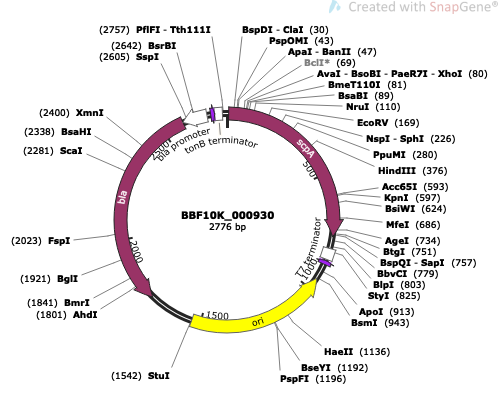 Created with SnapGene®
(2757) PflFI - Tth111I
(2642) BsrBI
(2605) SspI
(2400) XmnI
(2338) BsaHI
(2281) ScaI
(2023) FspI
(1921) BglI
(1841) BmrI
(1801) AhdI
(1542) StuI
BspDI - ClaI (30)
PspOMI (43)
ApaI - BanII (47)
BclI* (69)
AvaI - BsoBI - PaeR7I - XhoI (80)
BmeT110I (81)
BsaBI (89)
NruI (110)
EcoRV (169)
NspI - SphI (226)
PpuMI (280)
HindIII (376)
Acc65I (593)
KpnI (597)
BsiWI (624)
MfeI (686)
AgeI (734)
BtgI (751)
BspQI - SapI (757)
BbvCI (779)
BlpI (803)
StyI (825)
ApoI (913)
BsmI (943)
HaeII (1136)
BseYI (1192)
PspFI (1196)
bla promoter
tonB terminator
scpA
T7 terminator
ori
bla
500
1000
1500
2000
2500
BBF10K_000930
2776 bp